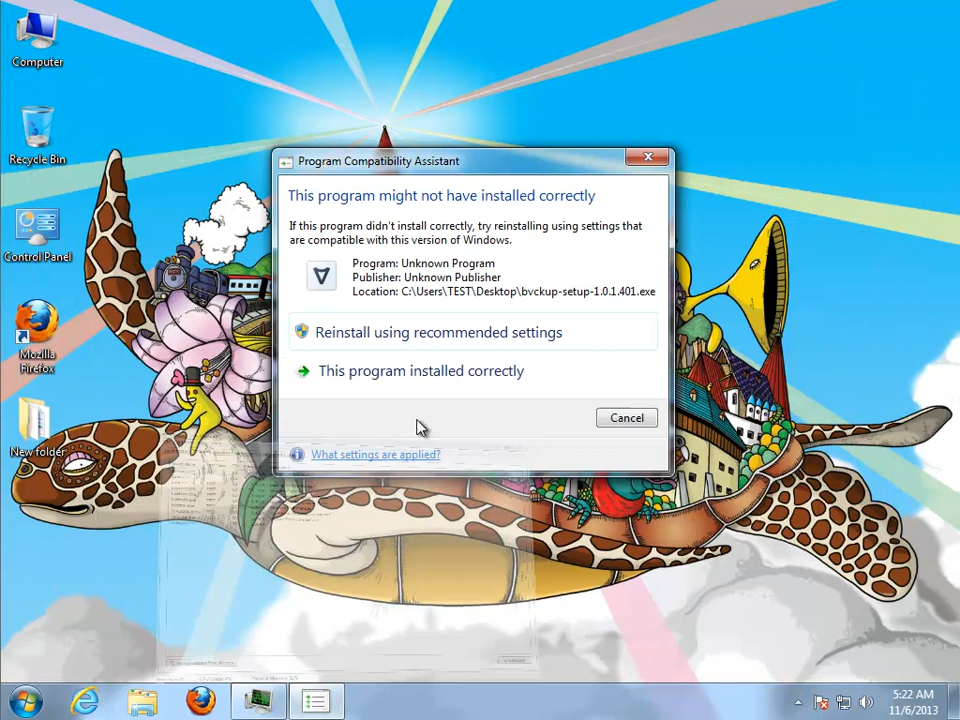 Computer
Recycle Bin
Control Panel
Mozilla
Firefox
New folder
Program Compatibility Assistant
This program might not have installed correctly
If this program didn't install correctly, try reinstalling using settings that
are compatible with this version of Windows.
Program: Unknown Program
Publisher: Unknown Publisher
Location: C:\Users\TEST\Desktop\bvckup-setup-1.0.1.401.exe
Reinstall using recommended settings
This program installed correctly
Cancel
What settings are applied?
5:22 AM
11/6/2013